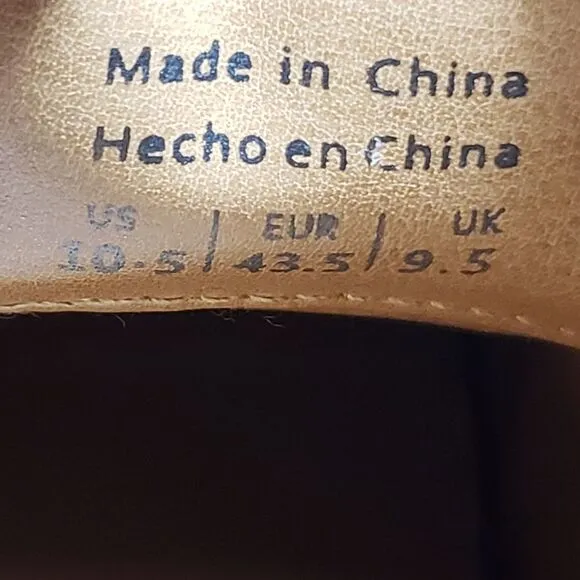 Made in China
Hecho en China
US | EUR | UK
10.5 | 43.5 | 9.5